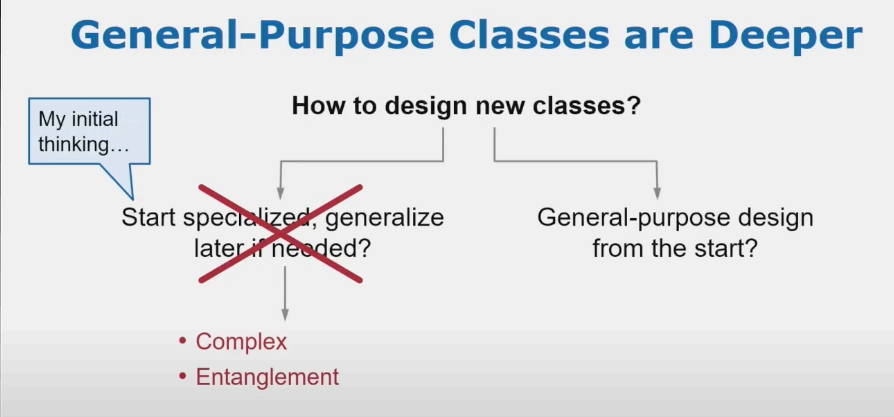 General-Purpose Classes are Deeper
How to design new classes?
My initial
thinking...
Start specialized, generalize
later if needed?
General-purpose design
from the start?
• Complex
• Entanglement